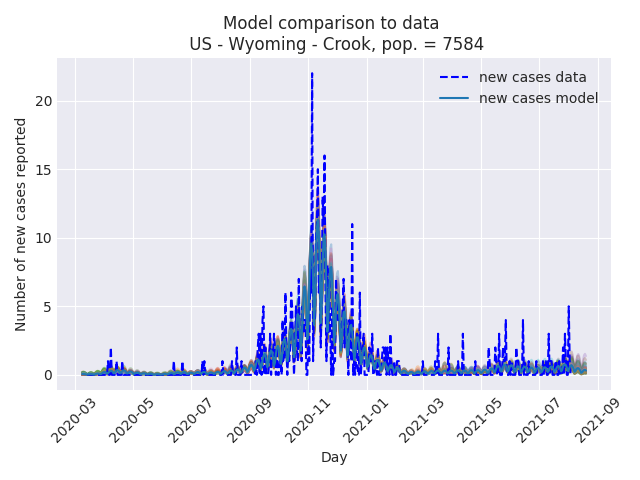 Model comparison to data
US - Wyoming - Crook, pop. = 7584
new cases data
new cases model
Number of new cases reported
20
15
10
5
0
2020-03
2020-05
2020-07
2020-09
2020-11
2021-01
2021-03
2021-05
2021-07
2021-09
Day